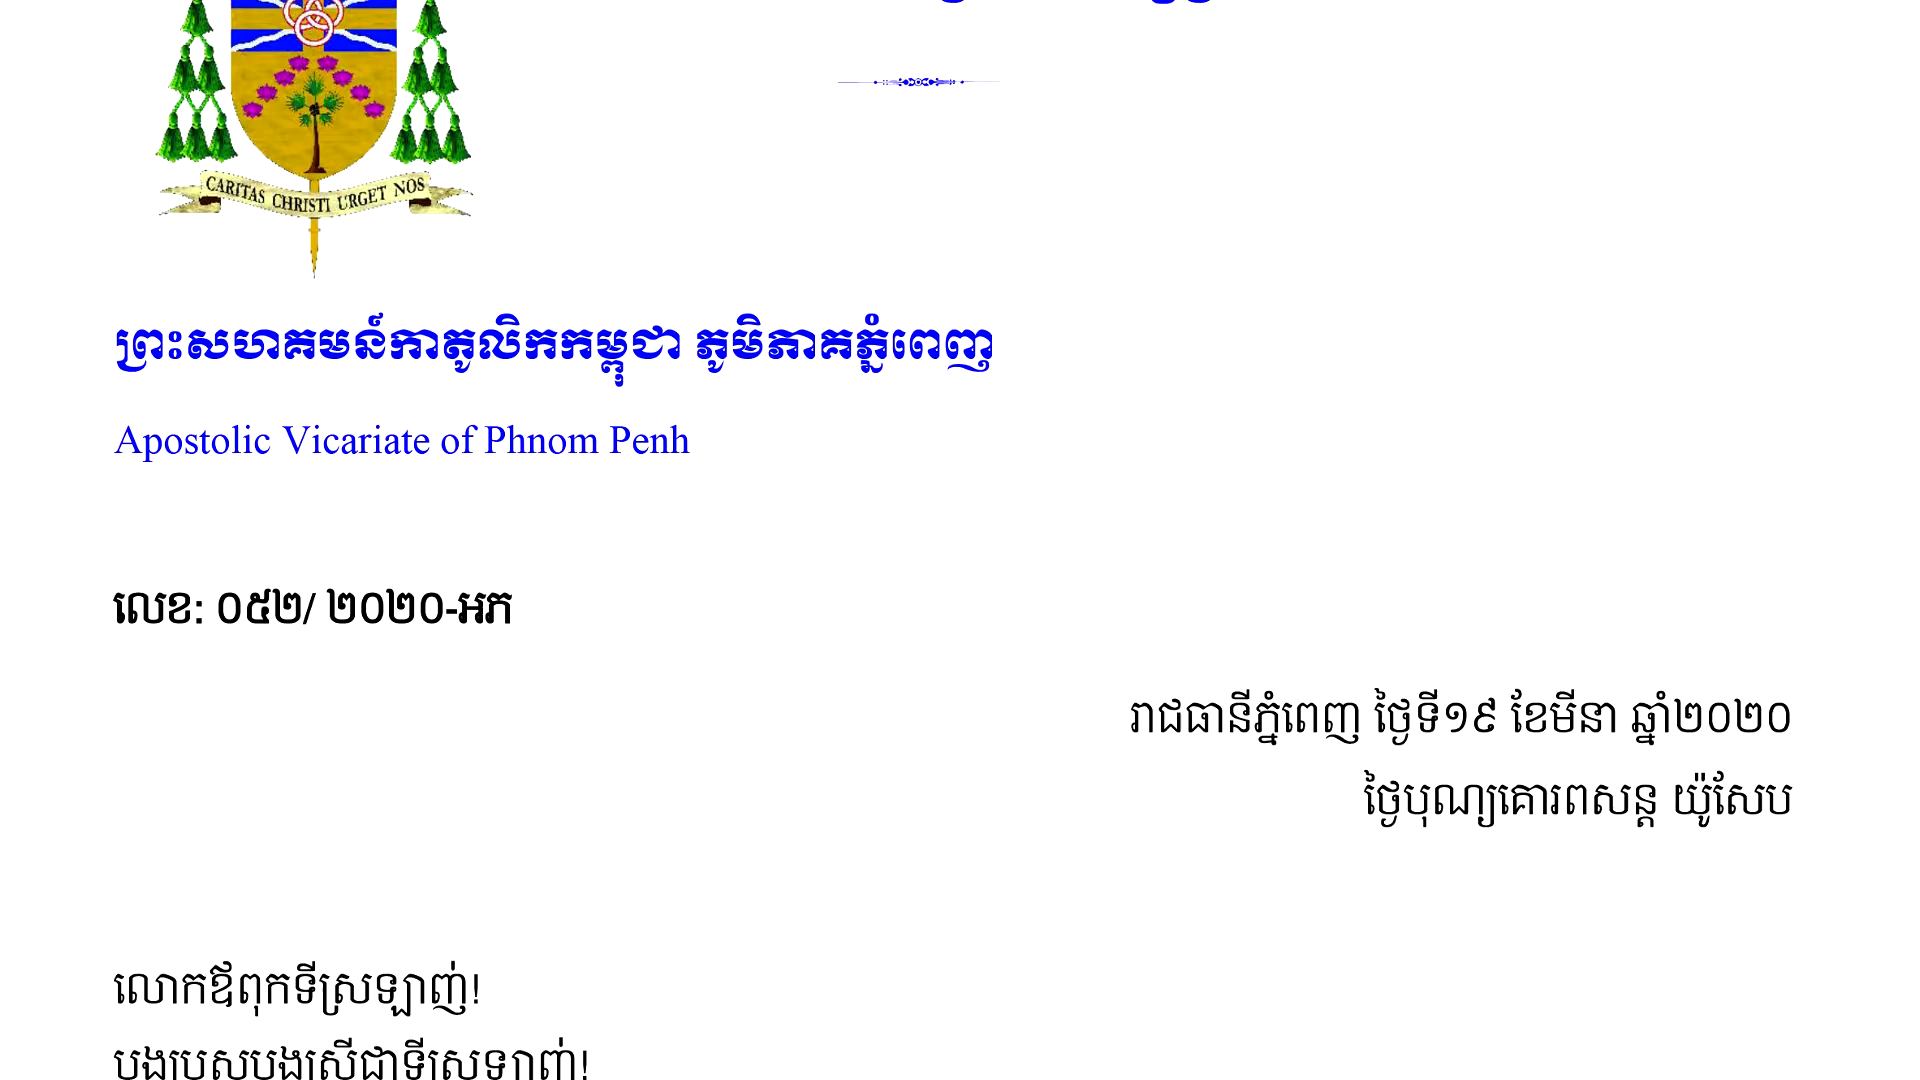 CARITAS CHRISTI URGET NOS
ព្រះសហគមន៍កាតូលិកកម្ពុជា ភូមិភាគភ្នំពេញ
Apostolic Vicariate of Phnom Penh
លេខ: ០៥២/ ២០២០-អភ
រាជធានីភ្នំពេញ ថ្ងៃទី១៩ ខែមីនា ឆ្នាំ២០២០
ថ្ងៃបុណ្យគោរពសន្ត យ៉ូសែប
លោកឪពុកទីស្រឡាញ់!
បងប្រុសបងស្រីជាទីស្រឡាញ់!